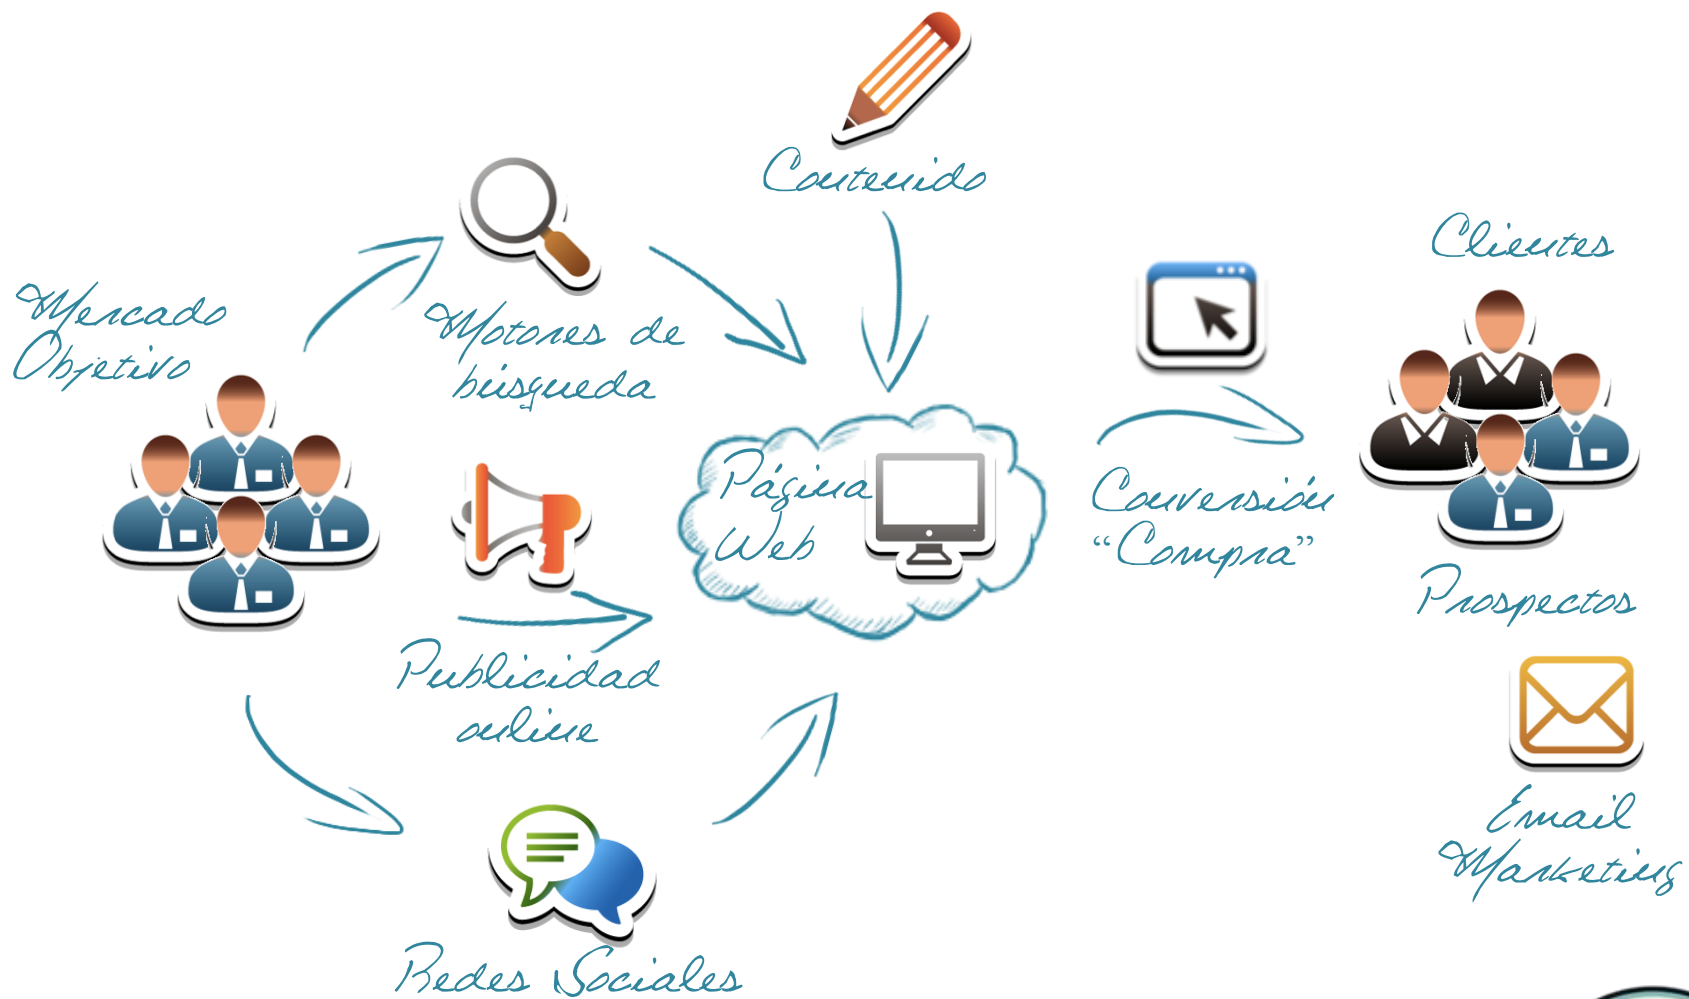 Contenido
Clientes
Mercado
Objetivo
Motores de
búsqueda
Página
Web
Conversión
“Compra”
Prospectos
Publicidad
online
Email
Marketing
Redes Sociales